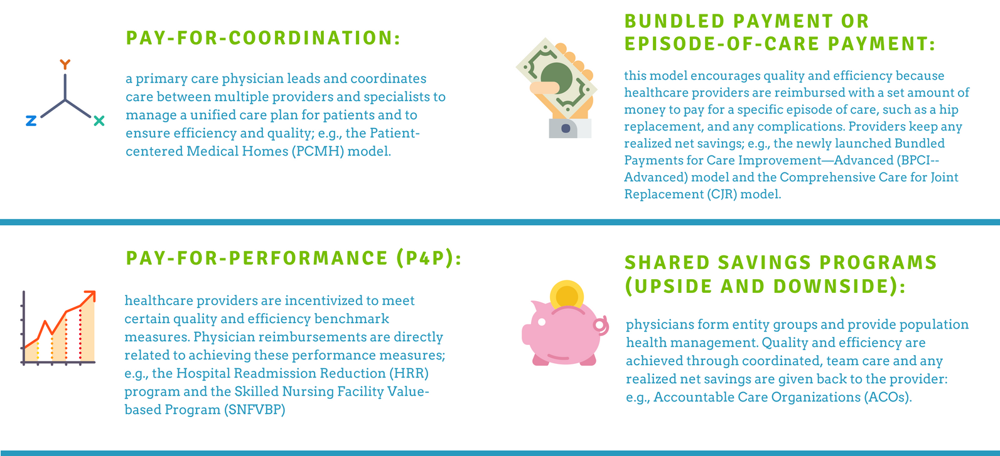 PAY-FOR-COORDINATION:
Y
Z
X
a primary care physician leads and coordinates
care between multiple providers and specialists to
manage a unified care plan for patients and to
ensure efficiency and quality; e.g., the Patient-
centered Medical Homes (PCMH) model.
BUNDLED PAYMENT OR
EPISODE-OF-CARE PAYMENT:
this model encourages quality and efficiency because
healthcare providers are reimbursed with a set amount of
money to pay for a specific episode of care, such as a hip
replacement, and any complications. Providers keep any
realized net savings; e.g., the newly launched Bundled
Payments for Care Improvement—Advanced (BPCI--
Advanced) model and the Comprehensive Care for Joint
Replacement (CJR) model.
PAY-FOR-PERFORMANCE (P4P):
healthcare providers are incentivized to meet
certain quality and efficiency benchmark
measures. Physician reimbursements are directly
related to achieving these performance measures;
e.g., the Hospital Readmission Reduction (HRR)
program and the Skilled Nursing Facility Value-
based Program (SNFVBP)
SHARED SAVINGS PROGRAMS
(UPSIDE AND DOWNSIDE):
physicians form entity groups and provide population
health management. Quality and efficiency are
achieved through coordinated, team care and any
realized net savings are given back to the provider:
e.g., Accountable Care Organizations (ACOs).